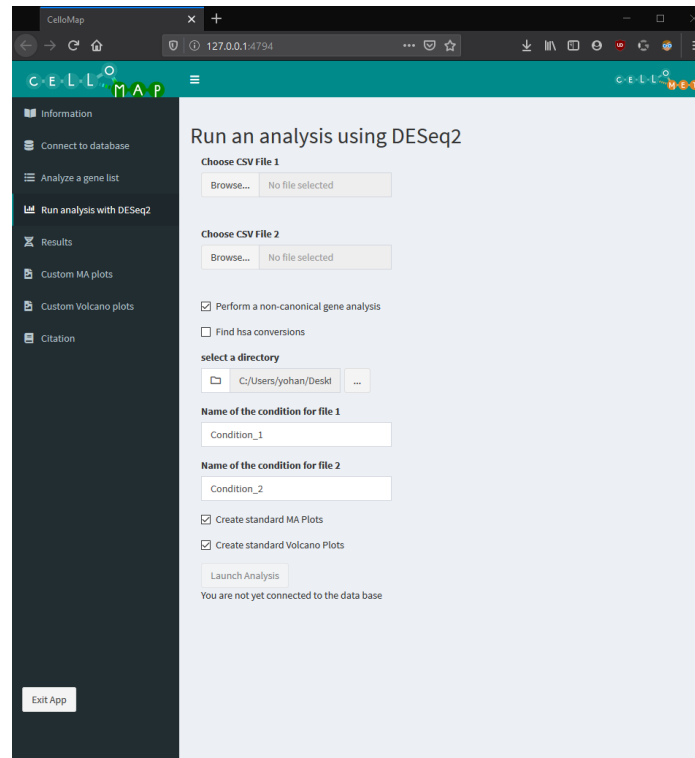 CelloMap
127.0.0.1:4794
C-E-L-L-O
M-A-P
C-E-L-L-O
M-E-T
Information
Connect to database
Analyze a gene list
Run analysis with DESeq2
Results
Custom MA plots
Custom Volcano plots
Citation
Exit App
Run an analysis using DESeq2
Choose CSV File 1
Browse... No file selected
Choose CSV File 2
Browse... No file selected
Perform a non-canonical gene analysis
Find hsa conversions
select a directory
C:/Users/yohan/Deskt ...
Name of the condition for file 1
Condition_1
Name of the condition for file 2
Condition_2
Create standard MA Plots
Create standard Volcano Plots
Launch Analysis
You are not yet connected to the data base